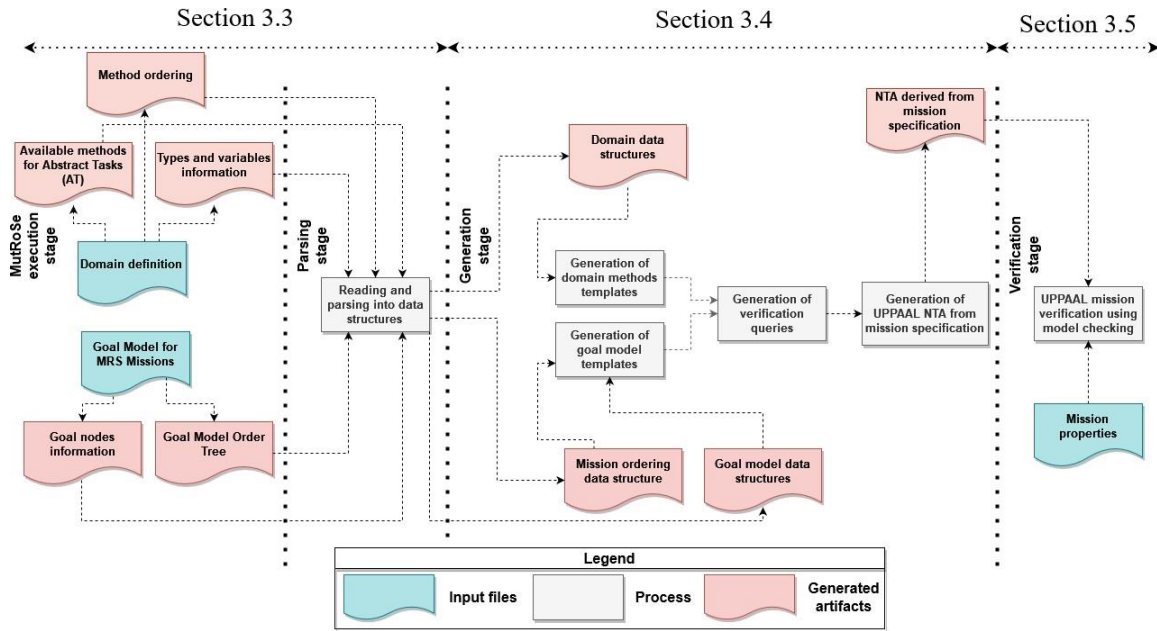 Section 3.3
Section 3.4
Section 3.5
MutRoSe
execution
stage
Method ordering
Available methods
for Abstract Tasks
(AT)
Types and variables
information
Domain definition
Goal Model for
MRS Missions
Goal nodes
information
Goal Model Order
Tree
Parsing
stage
Reading and
parsing into data
structures
Generation
stage
Domain data
structures
Generation of
domain methods
templates
Generation of
goal model
templates
Mission ordering
data structure
Goal model data
structures
Generation of
verification
queries
Generation of
UPPAAL NTA from
mission specification
NTA derived from
mission
specification
Verification
stage
UPPAAL mission
verification using
model checking
Mission
properties
Legend
Input files
Process
Generated
artifacts